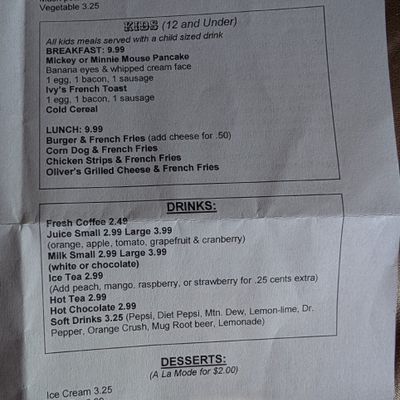 Vegetable 3.25
KIDS (12 and Under)
All kids meals served with a child sized drink
BREAKFAST: 9.99
Mickey or Minnie Mouse Pancake
Banana eyes & whipped cream face
1 egg, 1 bacon, 1 sausage
Ivy's French Toast
1 egg, 1 bacon, 1 sausage
Cold Cereal
LUNCH: 9.99
Burger & French Fries (add cheese for .50)
Corn Dog & French Fries
Chicken Strips & French Fries
Oliver's Grilled Cheese & French Fries
DRINKS:
Fresh Coffee 2.49
Juice Small 2.99 Large 3.99
(orange, apple, tomato, grapefruit & cranberry)
Milk Small 2.99 Large 3.99
(white or chocolate)
Ice Tea 2.99
(Add peach, mango, raspberry, or strawberry for .25 cents extra)
Hot Tea 2.99
Hot Chocolate 2.99
Soft Drinks 3.25 (Pepsi, Diet Pepsi, Mtn. Dew, Lemon-lime, Dr.
Pepper, Orange Crush, Mug Root beer, Lemonade)
DESSERTS:
(A La Mode for $2.00)
Ice Cream 3.25